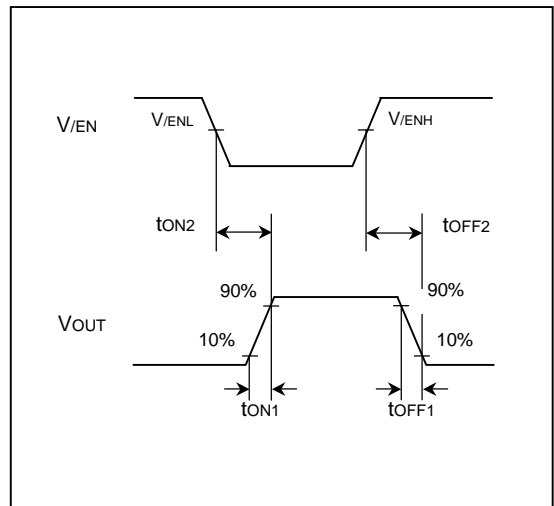 V/EN
V/ENL
V/ENH
tON2
tOFF2
90%
90%
VOUT
10%
10%
tON1
tOFF1